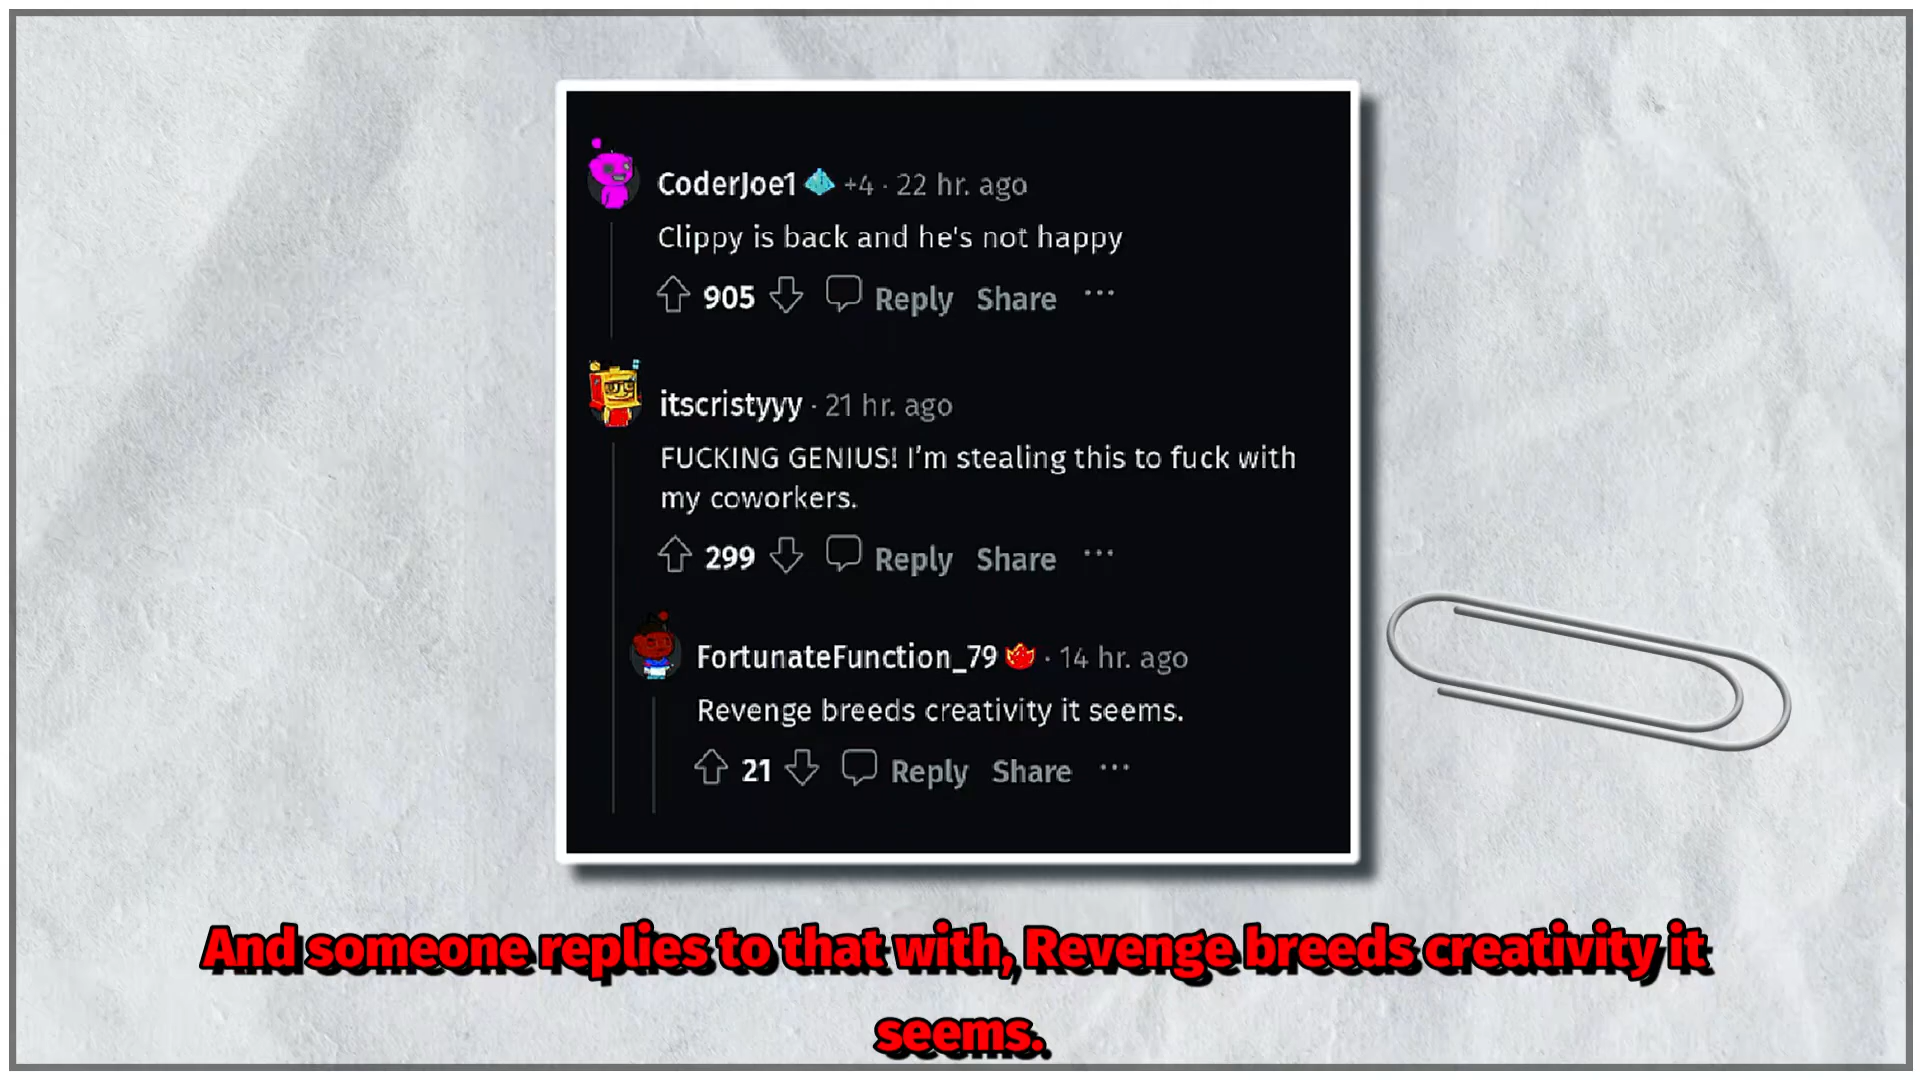 CoderJoe1 +4 · 22 hr. ago
Clippy is back and he's not happy
905 Reply Share ···
itscristyyy · 21 hr. ago
FUCKING GENIUS! I'm stealing this to fuck with
my coworkers.
299 Reply Share ···
FortunateFunction_79 · 14 hr. ago
Revenge breeds creativity it seems.
21 Reply Share ···
And someone replies to that with, Revenge breeds creativity it
seems.